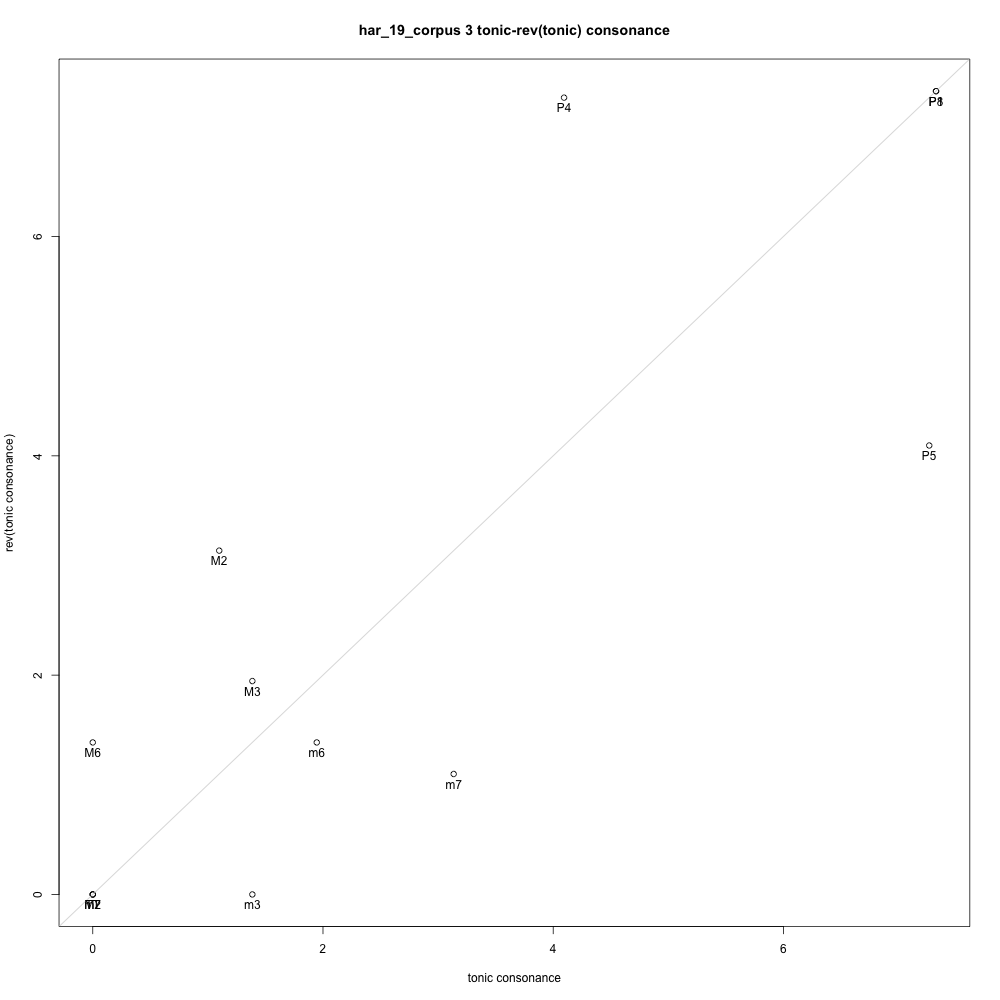 har_19_corpus 3 tonic-rev(tonic) consonance
P4
P5
M2
M3
M6
m6
m7
m3
0
2
4
6
0
2
4
6
tonic consonance
rev(tonic consonance)